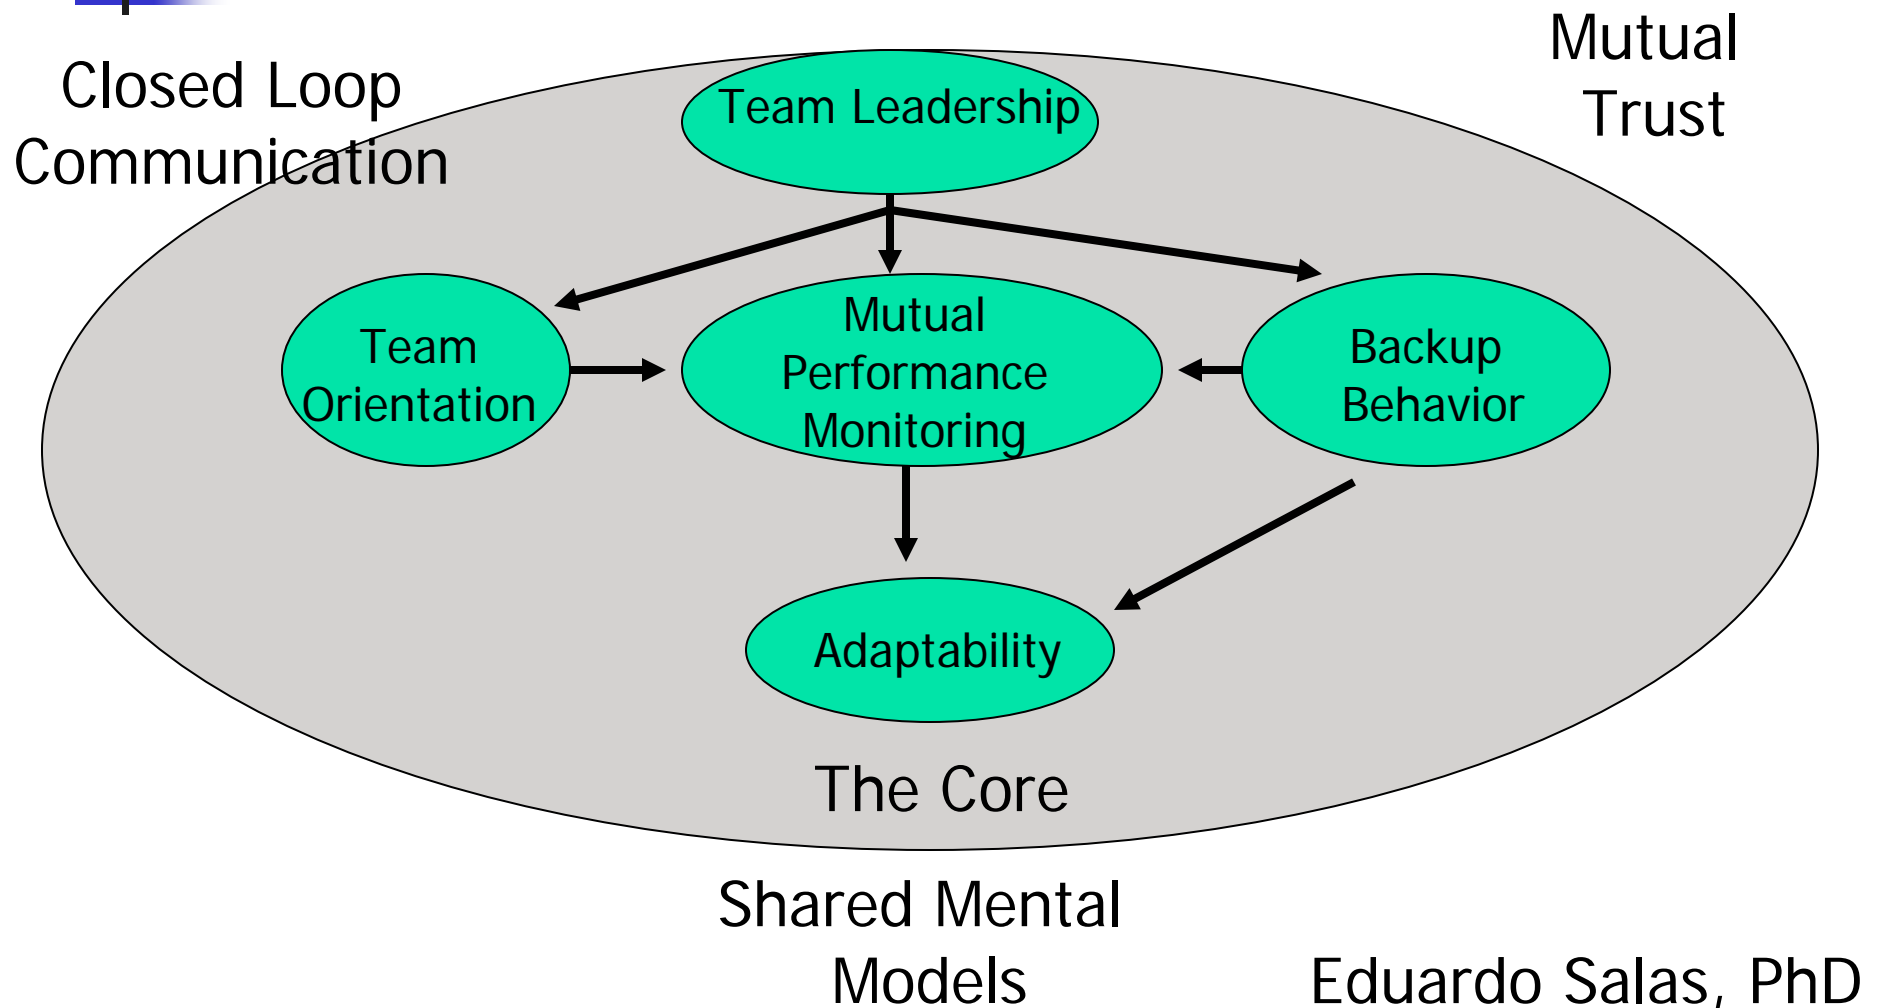 Closed Loop
Communication
Mutual
Trust
Team Leadership
Team
Orientation
Mutual
Performance
Monitoring
Backup
Behavior
Adaptability
The Core
Shared Mental
Models
Eduardo Salas, PhD